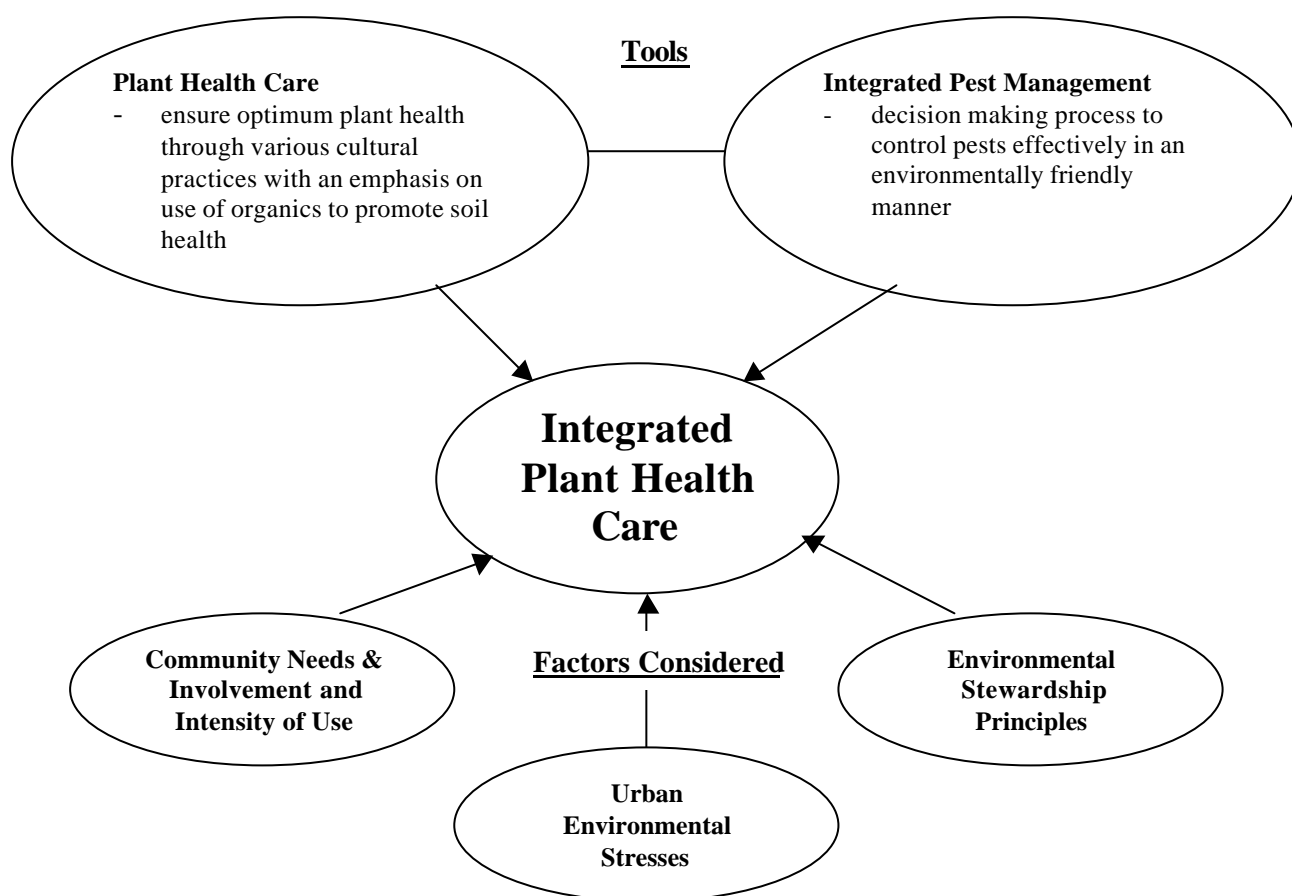 Tools
Plant Health Care
- ensure optimum plant health
through various cultural
practices with an emphasis on
use of organics to promote soil
health
Integrated Pest Management
- decision making process to
control pests effectively in an
environmentally friendly
manner
Integrated
Plant Health
Care
Community Needs &
Involvement and
Intensity of Use
Factors Considered
Environmental
Stewardship
Principles
Urban
Environmental
Stresses